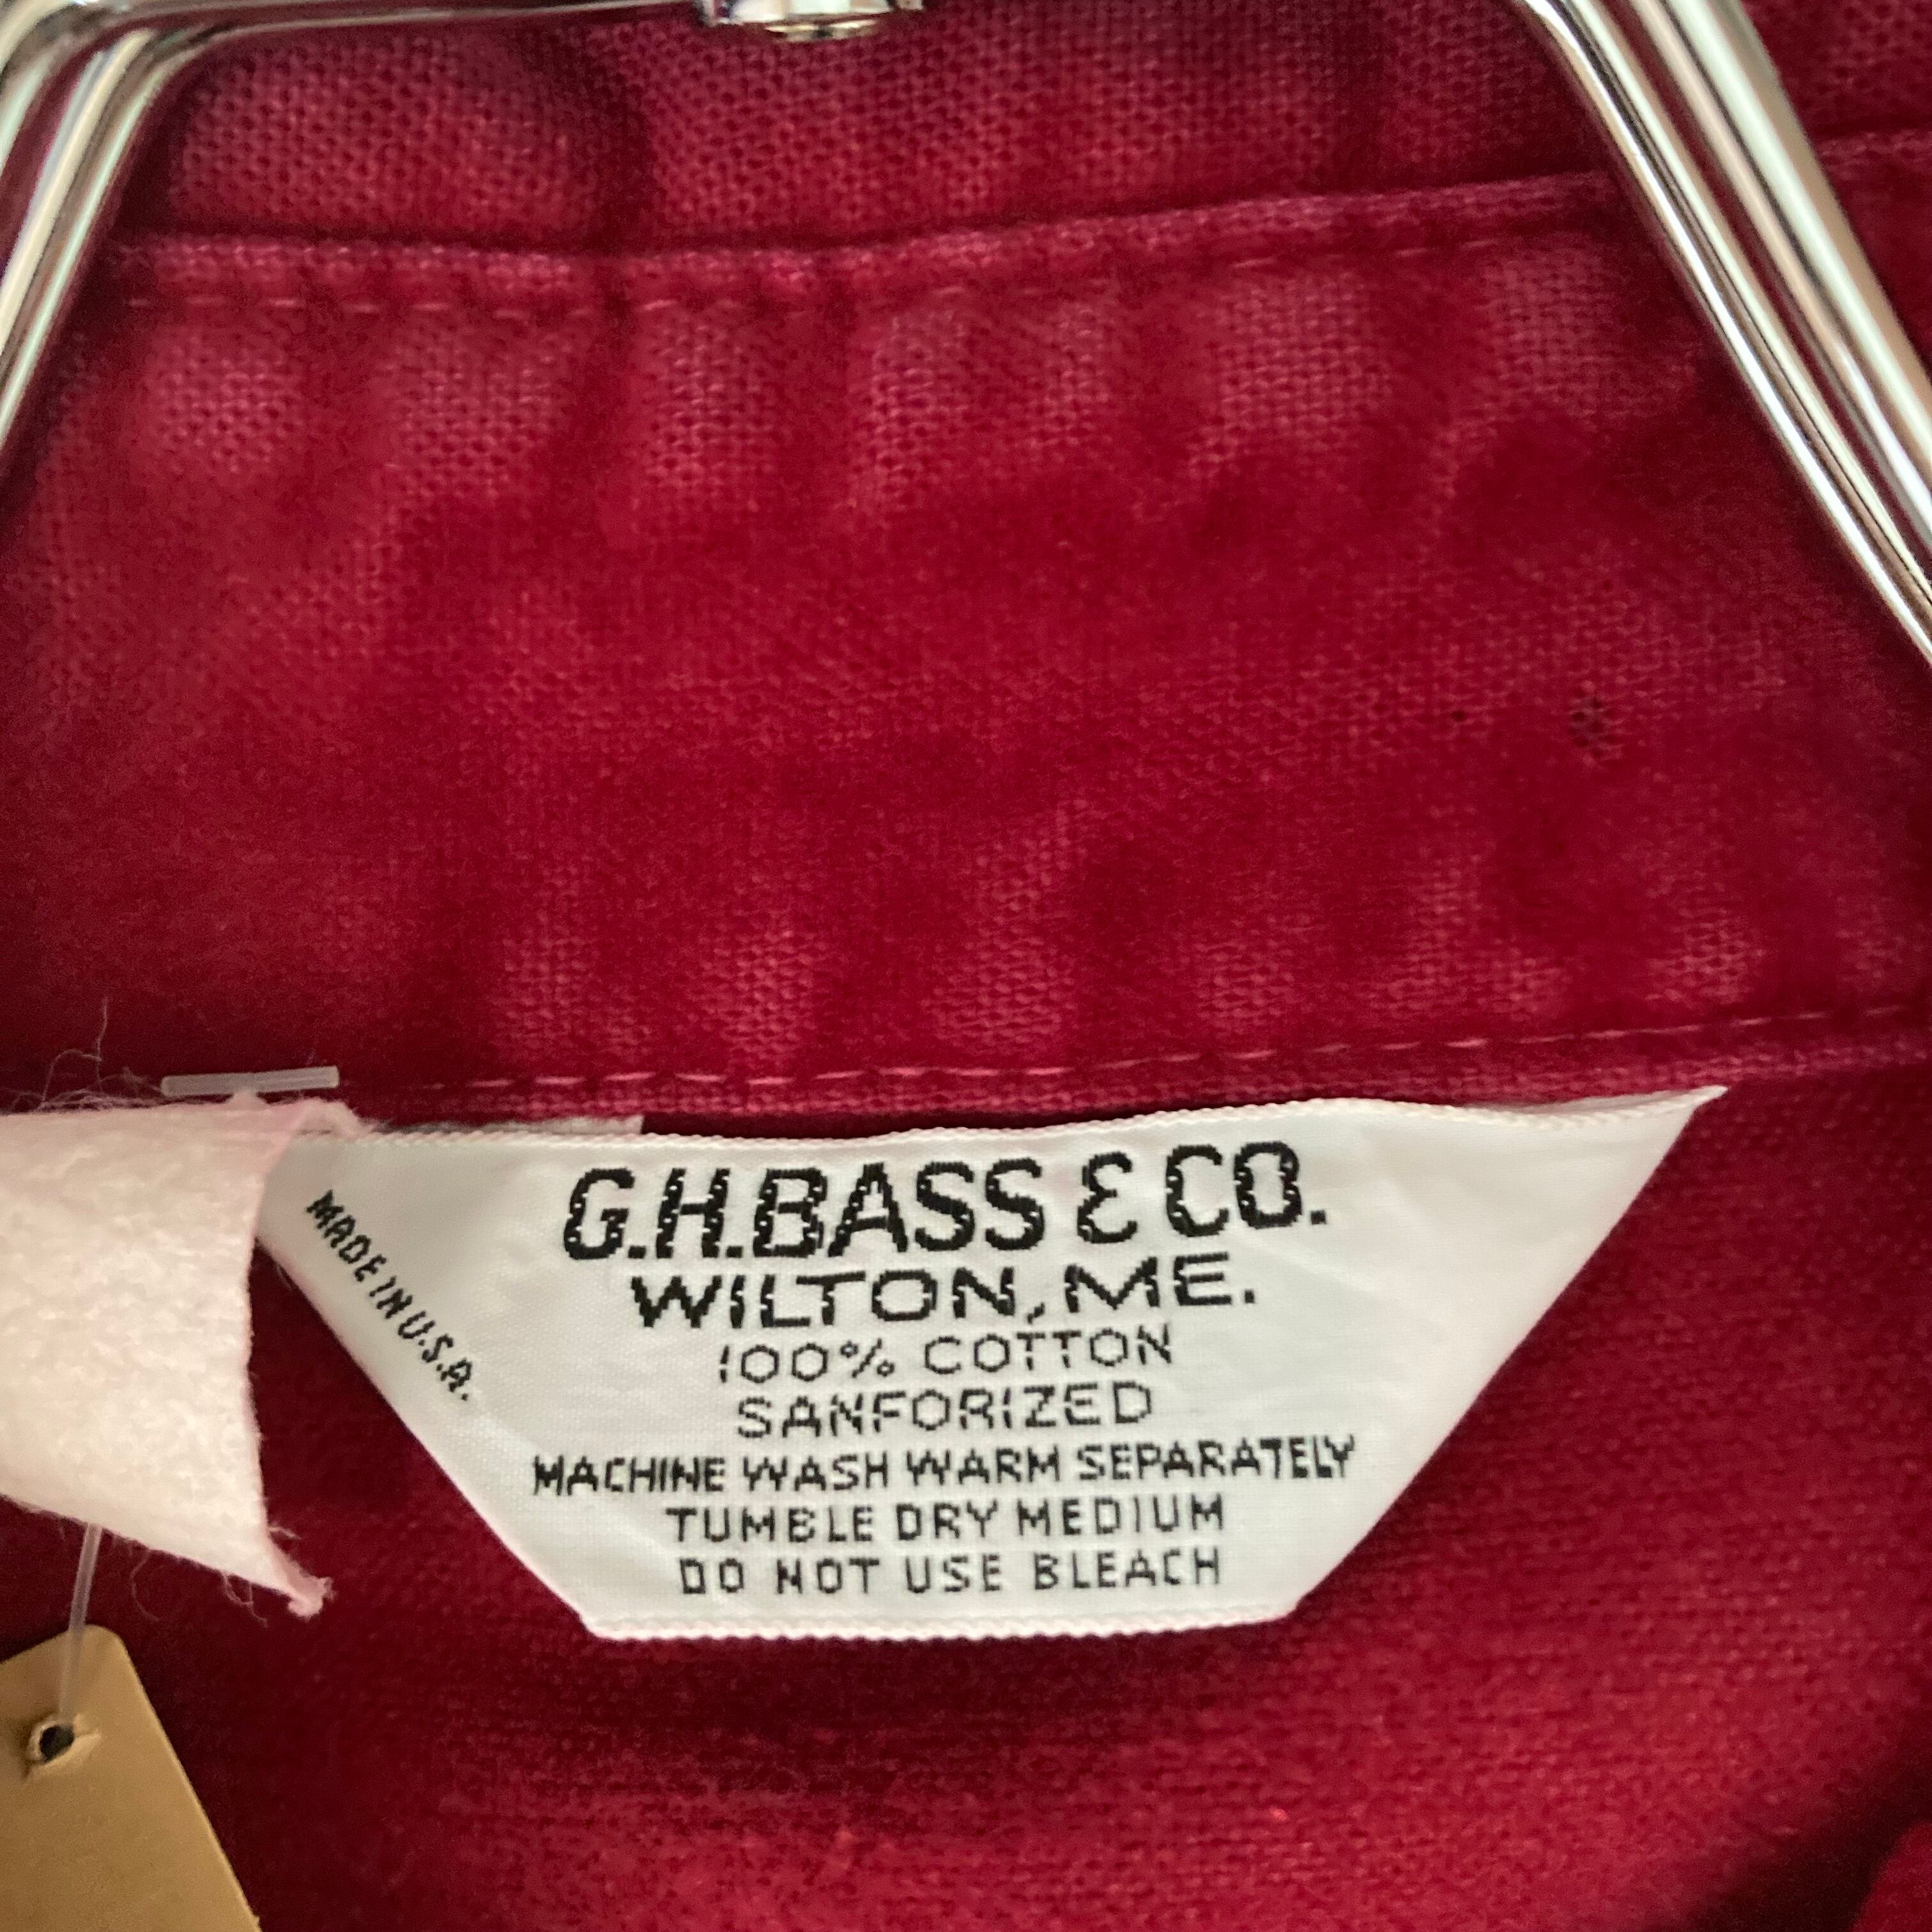 G.H.BASS & CO.
WILTON, ME.
100% COTTON
SANFORIZED
MACHINE WASH WARM SEPARATELY
TUMBLE DRY MEDIUM
DO NOT USE BLEACH
MADE IN U.S.A.